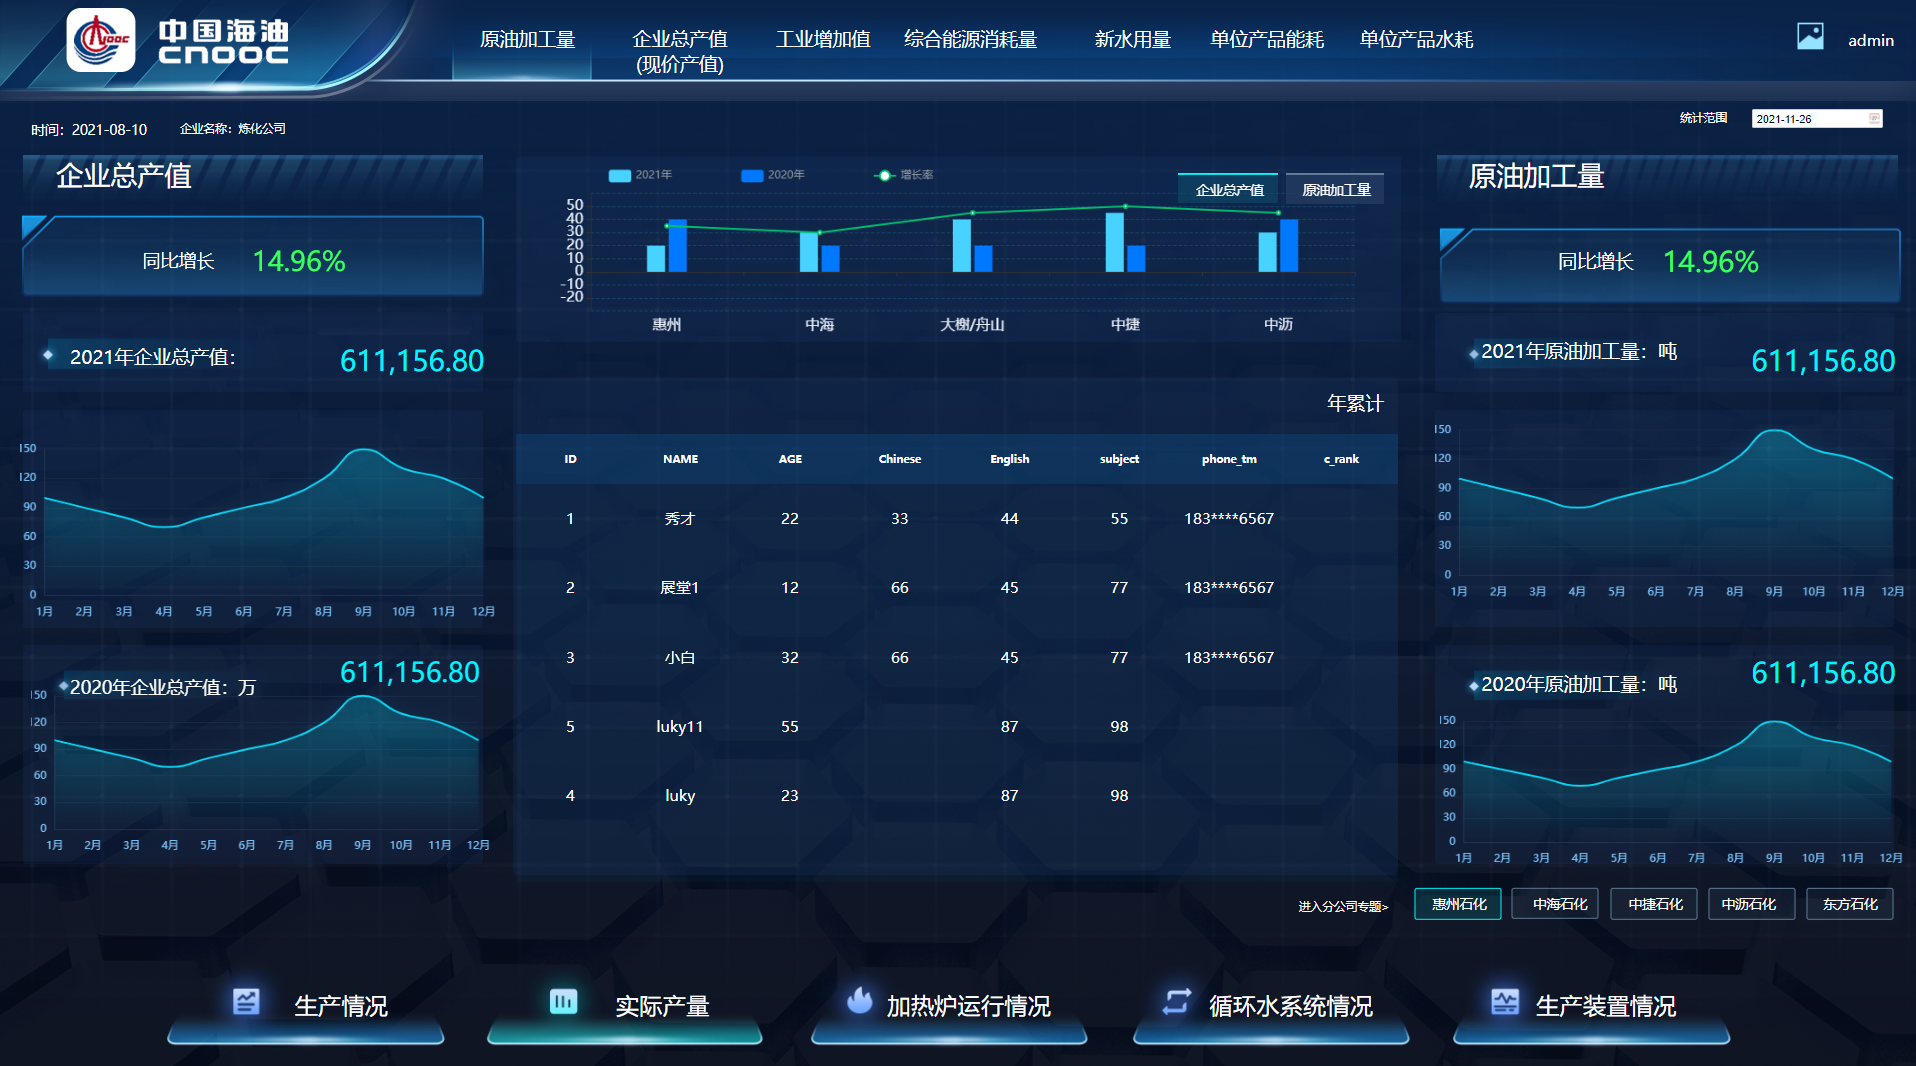 中国海油
CNOOC
原油加工量
企业总产值
(现价产值)
工业增加值
综合能源消耗量
新水用量
单位产品能耗
单位产品水耗
admin
时间：2021-08-10
企业名称：炼化公司
统计范围
2021-11-26
企业总产值
同比增长 14.96%
2021年企业总产值：
611,156.80
150
120
90
60
30
0
1月 2月 3月 4月 5月 6月 7月 8月 9月 10月 11月 12月
2020年企业总产值：万
611,156.80
150
120
90
60
30
0
1月 2月 3月 4月 5月 6月 7月 8月 9月 10月 11月 12月
2021年 2020年 增长率
企业总产值 原油加工量
50
40
30
20
10
0
-10
-20
惠州 中海 大榭/舟山 中捷 中沥
年累计
ID NAME AGE Chinese English subject phone_tm c_rank
1 秀才 22 33 44 55 183****6567
2 展堂1 12 66 45 77 183****6567
3 小白 32 66 45 77 183****6567
5 luky11 55 87 98
4 luky 23 87 98
原油加工量
同比增长 14.96%
2021年原油加工量：吨
611,156.80
150
120
90
60
30
0
1月 2月 3月 4月 5月 6月 7月 8月 9月 10月 11月 12月
2020年原油加工量：吨
611,156.80
150
120
90
60
30
0
1月 2月 3月 4月 5月 6月 7月 8月 9月 10月 11月 12月
进入分公司专题>
惠州石化 中海石化 中捷石化 中沥石化 东方石化
生产情况
实际产量
加热炉运行情况
循环水系统情况
生产装置情况